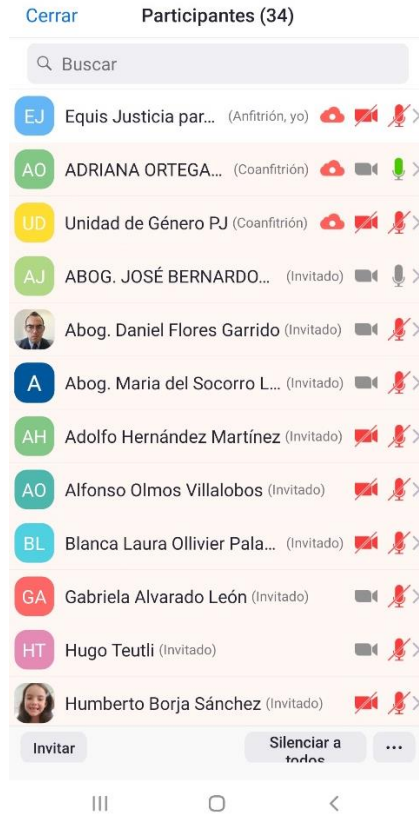 Cerrar Participantes (34)
Buscar
EJ Equis Justicia par... (Anfitrión, yo)
AO ADRIANA ORTEGA... (Coanfitrión)
UD Unidad de Género PJ (Coanfitrión)
AJ ABOG. JOSÉ BERNARDO... (Invitado)
Abog. Daniel Flores Garrido (Invitado)
A Abog. Maria del Socorro L... (Invitado)
AH Adolfo Hernández Martínez (Invitado)
AO Alfonso Olmos Villalobos (Invitado)
BL Blanca Laura Ollivier Pala... (Invitado)
GA Gabriela Alvarado León (Invitado)
HT Hugo Teutli (Invitado)
Humberto Borja Sánchez (Invitado)
Invitar Silenciar a todos ...